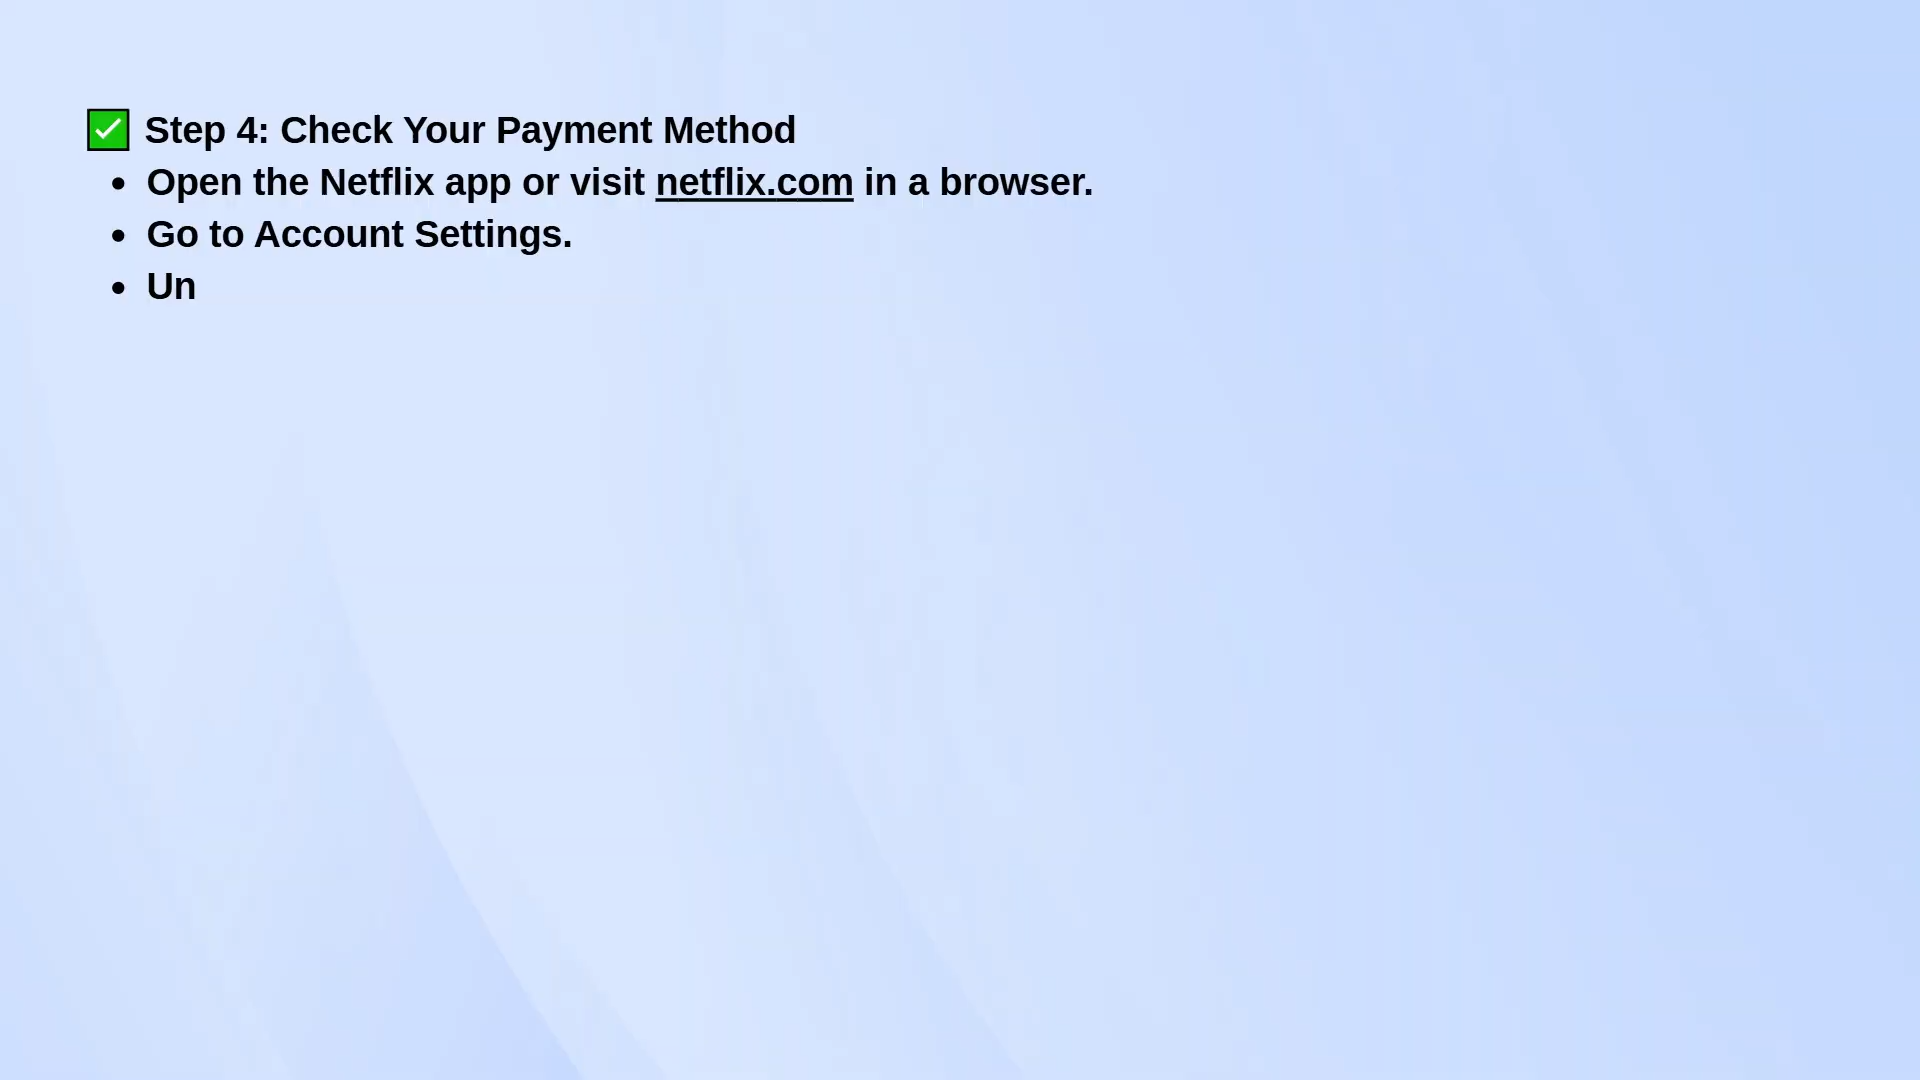 ✅ Step 4: Check Your Payment Method
• Open the Netflix app or visit netflix.com in a browser.
• Go to Account Settings.
• Un